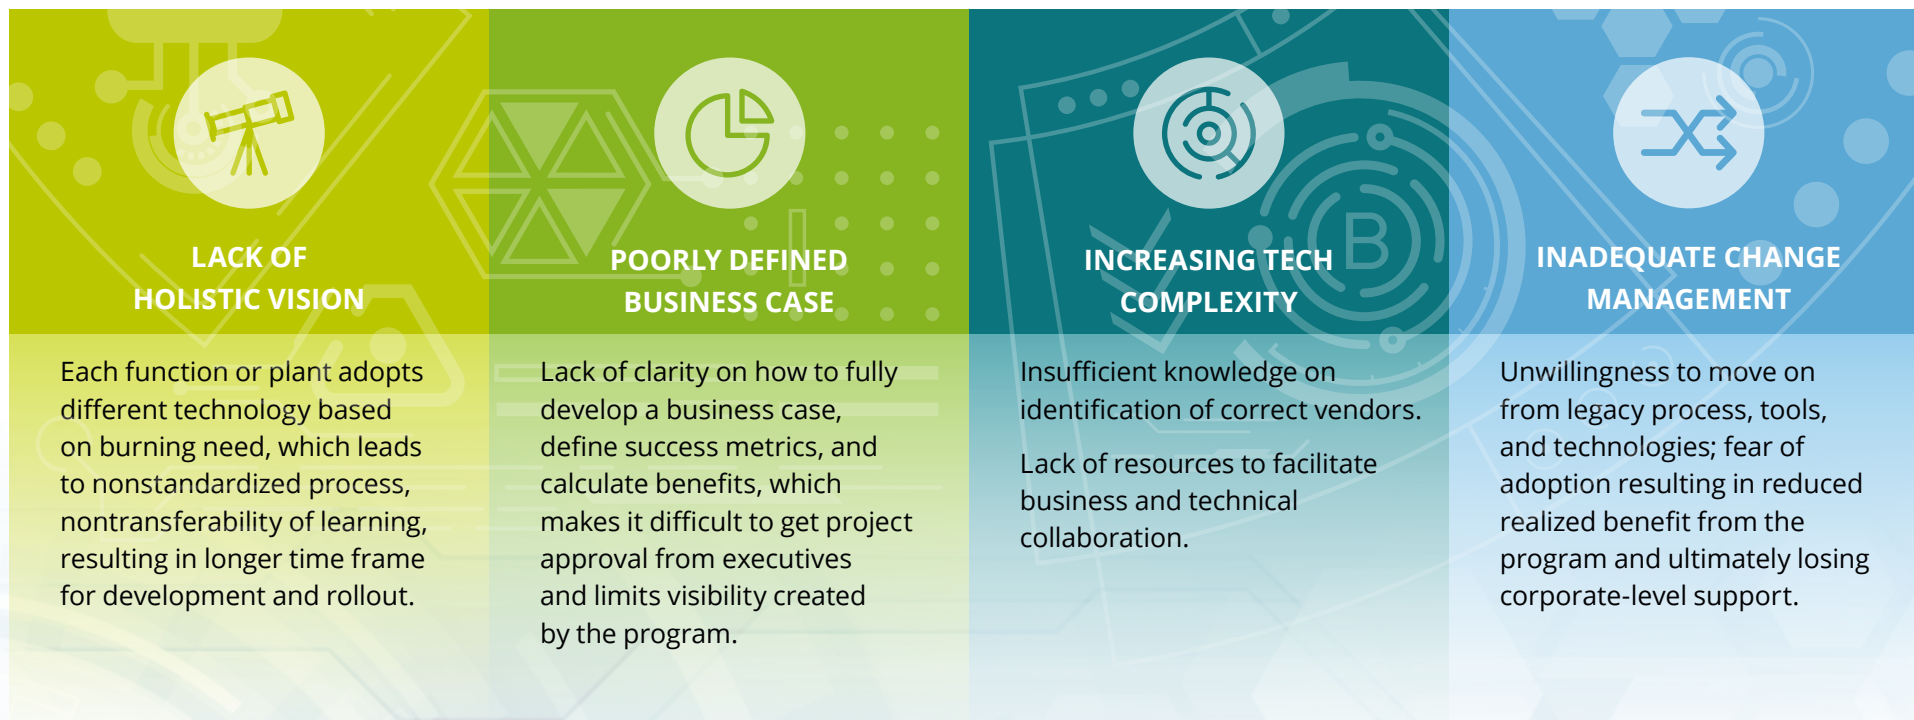 LACK OF
HOLISTIC VISION
Each function or plant adopts
different technology based
on burning need, which leads
to nonstandardized process,
nontransferability of learning,
resulting in longer time frame
for development and rollout.
POORLY DEFINED
BUSINESS CASE
Lack of clarity on how to fully
develop a business case,
define success metrics, and
calculate benefits, which
makes it difficult to get project
approval from executives
and limits visibility created
by the program.
INCREASING TECH
COMPLEXITY
B
Insufficient knowledge on
identification of correct vendors.
Lack of resources to facilitate
business and technical
collaboration.
INADEQUATE CHANGE
MANAGEMENT
Unwillingness to move on
from legacy process, tools,
and technologies; fear of
adoption resulting in reduced
realized benefit from the
program and ultimately losing
corporate-level support.